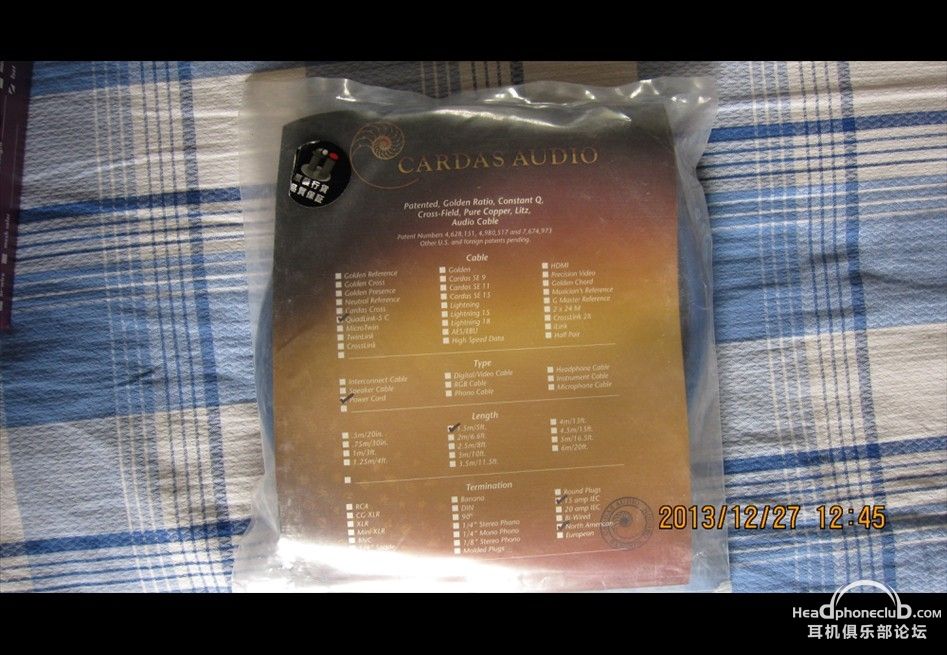 CARDAS AUDIO
行貨
品質保証
Patented, Golden Ratio, Constant Q,
Cross-Field, Pure Copper, Litz,
Audio Cable
Patent Numbers 4,628,151, 4,980,517 and 7,674,973
Other U.S. and foreign patents pending.
Cable
Golden Reference
Golden Cross
Golden Presence
Neutral Reference
Cardas Cross
QuadLink-5 C
MicroTwin
TwinLink
CrossLink
Golden
Cardas SE 9
Cardas SE 11
Cardas SE 15
Lightning
Lightning 15
Lightning 18
AES/EBU
High Speed Data
HDMI
Precision Video
Golden Chord
Musician's Reference
G Master Reference
2 x 24 M
CrossLink 2S
iLink
Half Pair
Type
Interconnect Cable
Speaker Cable
Power Cord
Digital/Video Cable
RGB Cable
Phono Cable
Headphone Cable
Instrument Cable
Microphone Cable
Length
.5m/20in.
.75m/30in.
1m/3ft.
1.25m/4ft.
1.5m/5ft.
2m/6.6ft.
2.5m/8ft.
3m/10ft.
3.5m/11.5ft.
4m/13ft.
4.5m/15ft.
5m/16.5ft.
6m/20ft.
Termination
RCA
CG XLR
XLR
Mini-XLR
BNC
Banana
DIN
90°
1/4" Stereo Phono
1/4" Mono Phono
1/8" Stereo Phono
Molded Plugs
Round Plugs
15 amp IEC
20 amp IEC
Bi-Wired
North American
European
2013/12/27 12:45
HeadphoneclUb.com
耳机俱乐部论坛